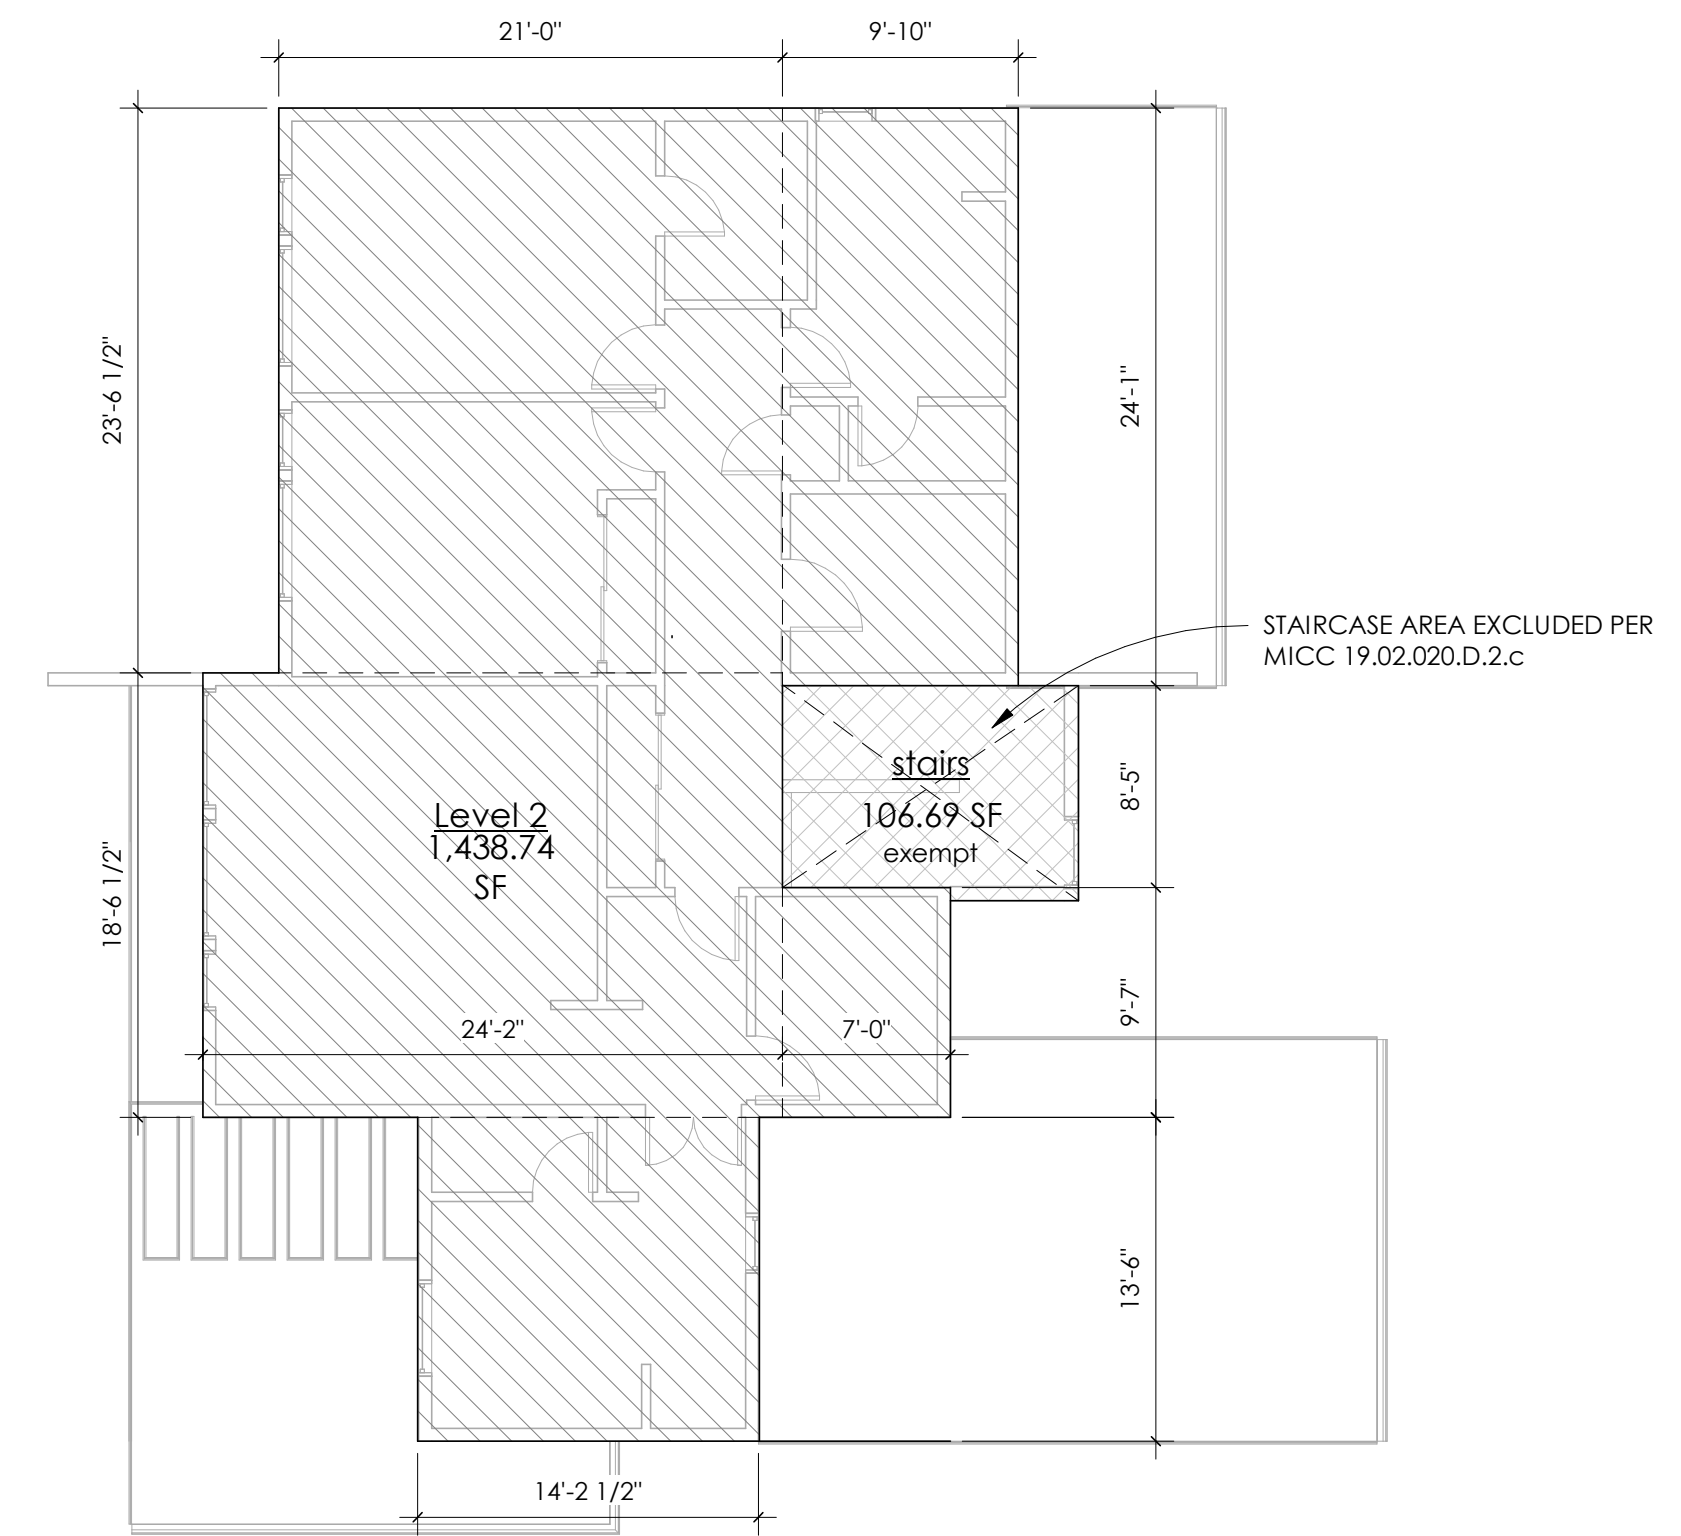 21'-0"
9'-10"
23'-6 1/2"
24'-1"
STAIRCASE AREA EXCLUDED PER
MICC 19.02.020.D.2.c
stairs
106.69 SF
exempt
8'-5"
Level 2
1,438.74
SF
18'-6 1/2"
9'-7"
24'-2"
7'-0"
13'-6"
14'-2 1/2"